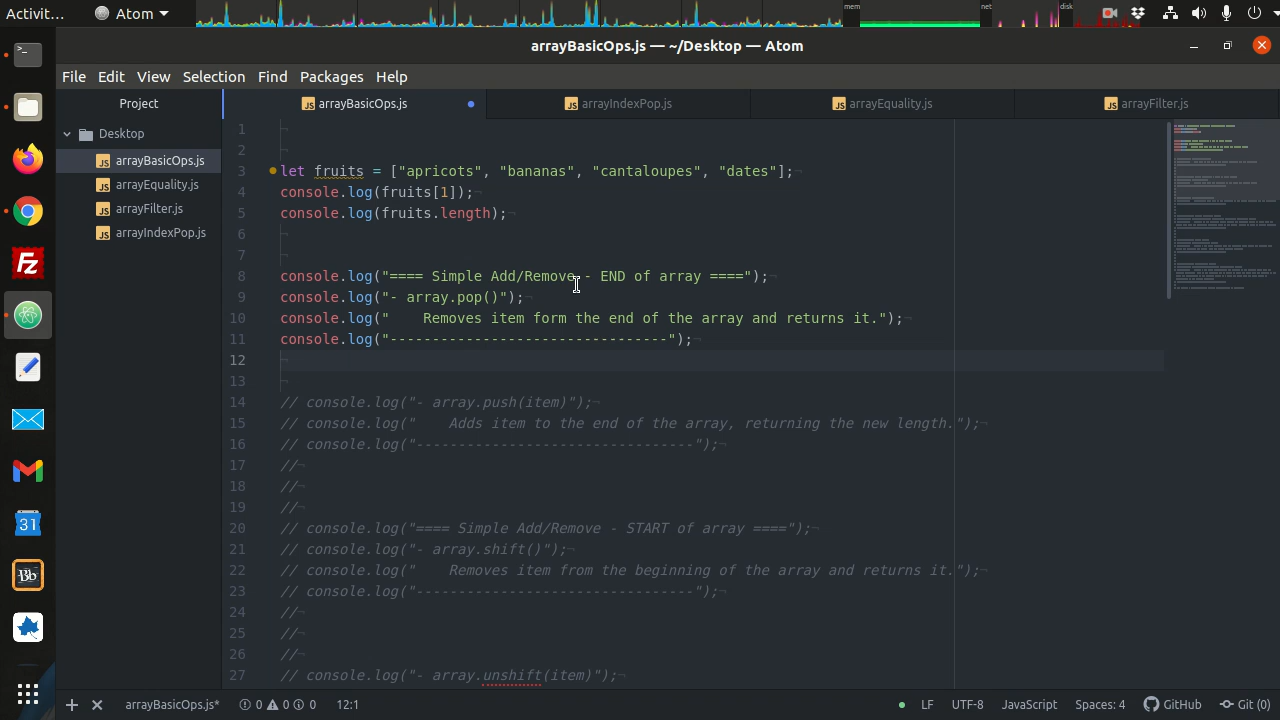 Activit...
Atom
mem
net
disk
arrayBasicOps.js — ~/Desktop — Atom
File Edit View Selection Find Packages Help
Project
arrayBasicOps.js
arrayIndexPop.js
arrayEquality.js
arrayFilter.js
Desktop
arrayBasicOps.js
arrayEquality.js
arrayFilter.js
arrayIndexPop.js
1
2
3 let fruits = ["apricots", "bananas", "cantaloupes", "dates"];
4 console.log(fruits[1]);
5 console.log(fruits.length);
6
7
8 console.log("==== Simple Add/Remove - END of array ====");
9 console.log("- array.pop()");
10 console.log("    Removes item form the end of the array and returns it.");
11 console.log("---------------------------------");
12
13
14 // console.log("- array.push(item)");
15 // console.log("    Adds item to the end of the array, returning the new length.");
16 // console.log("---------------------------------");
17 //
18 //
19 //
20 // console.log("==== Simple Add/Remove - START of array ====");
21 // console.log("- array.shift()");
22 // console.log("    Removes item from the beginning of the array and returns it.");
23 // console.log("---------------------------------");
24 //
25 //
26 //
27 // console.log("- array.unshift(item)");
31
Bb
arrayBasicOps.js* 0 0 0 12:1 LF UTF-8 JavaScript Spaces: 4 GitHub Git (0)